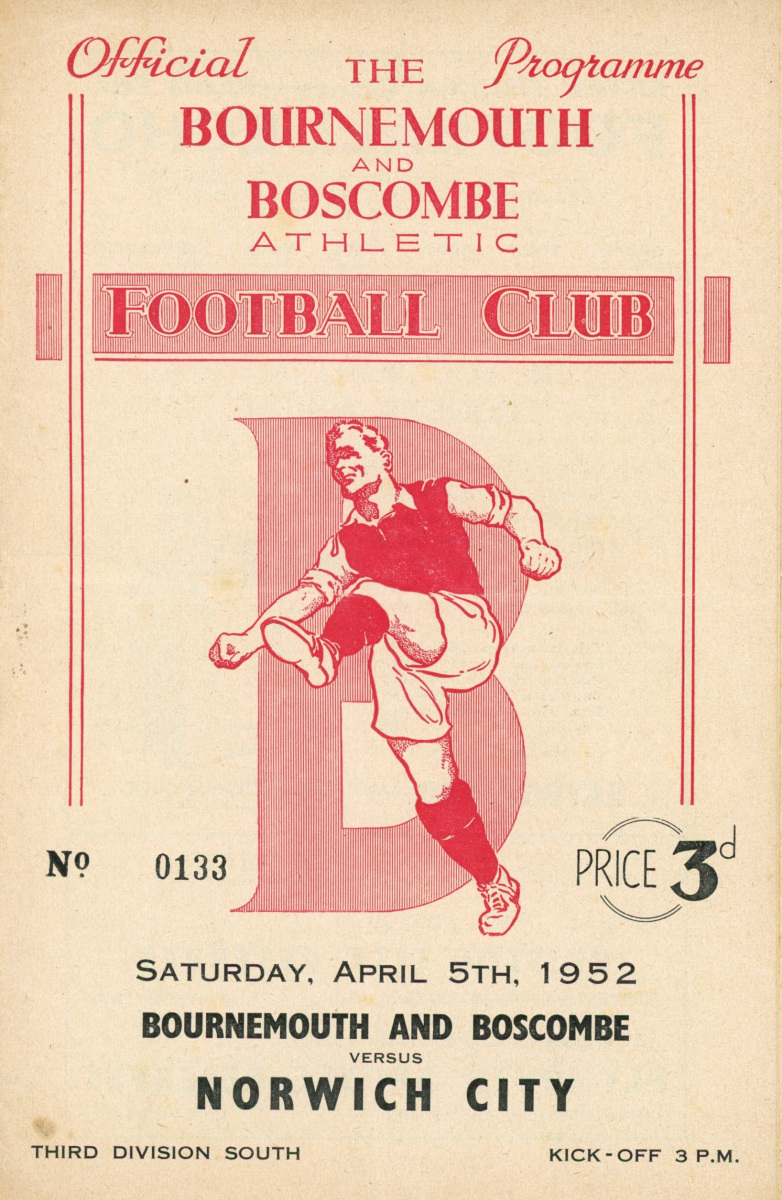 Official THE Programme
BOURNEMOUTH
AND
BOSCOMBE
ATHLETIC
FOOTBALL CLUB
Nº 0133
PRICE 3d
SATURDAY, APRIL 5TH, 1952
BOURNEMOUTH AND BOSCOMBE
VERSUS
NORWICH CITY
THIRD DIVISION SOUTH KICK-OFF 3 P.M.